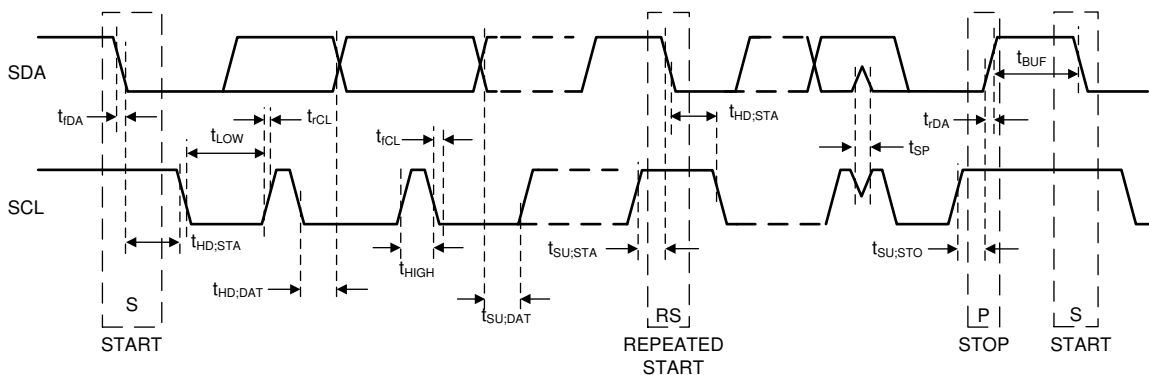 SDA
t_BUF
t_fDA
t_LOW
t_rCL
t_fCL
t_HD;STA
t_SP
t_rDA
SCL
t_HD;STA
t_HD;DAT
t_HIGH
t_SU;DAT
t_SU;STA
t_SU;STO
S
RS
P
S
START
REPEATED
START
STOP
START